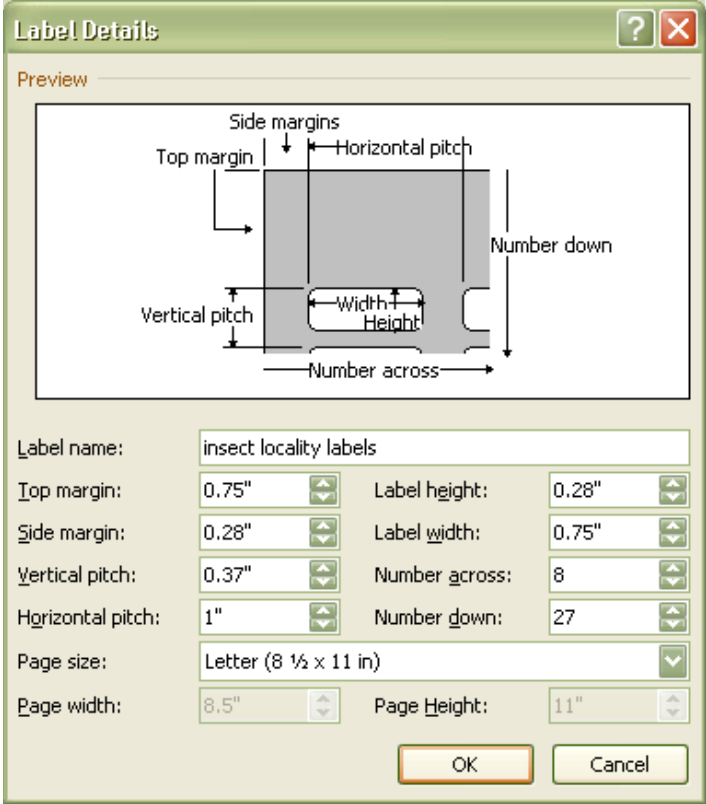 Label Details
?
Preview
Side margins
Horizontal pitch
Top margin
Number down
Width
Vertical pitch
Height
Number across
Label name: insect locality labels
Top margin: 0.75" Label height: 0.28"
Side margin: 0.28" Label width: 0.75"
Vertical pitch: 0.37" Number across: 8
Horizontal pitch: 1" Number down: 27
Page size: Letter (8 ½ x 11 in)
Page width: 8.5" Page Height: 11"
OK Cancel